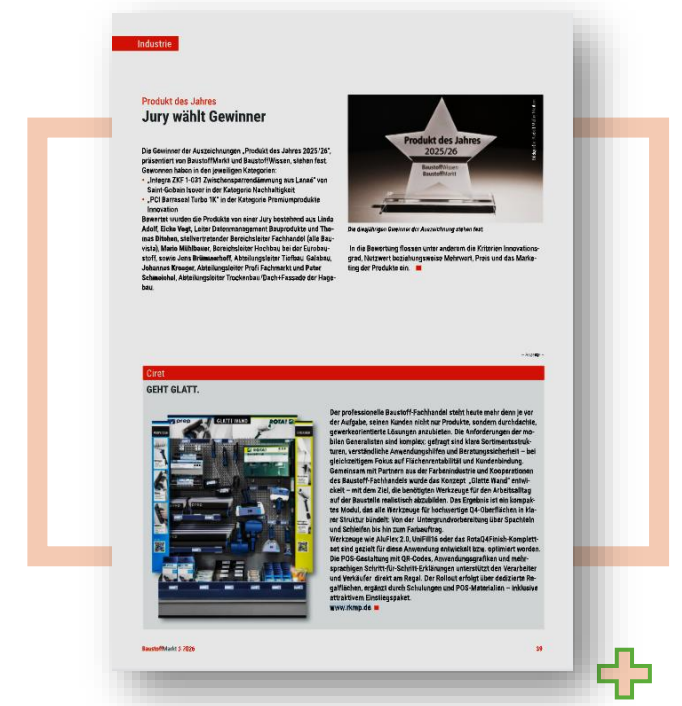 Industrie
Produkt des Jahres
Jury wählt Gewinner
Die Gewinner der Auszeichnungen „Produkt des Jahres 2025/26“,
präsentiert von BaustoffMarkt und BaustoffWissen, stehen fest.
Gewonnen haben in den jeweiligen Kategorien:
• „Integra ZKF 1-031 Zwischensparrendämmung aus Lanaé“ von
Saint-Gobain Isover in der Kategorie Nachhaltigkeit
• „PCI Barraseal Turbo 1K“ in der Kategorie Premiumprodukte
Innovation
Bewertet wurden die Produkte von einer Jury bestehend aus Linda
Adolf, Eicke Vogt, Leiter Datenmanagement Bauprodukte und Tho-
mas Ditchen, stellvertretender Bereichsleiter Fachhandel (alle Bau-
vista), Mario Mühlbauer, Bereichsleiter Hochbau bei der Eurobau-
stoff, sowie Jens Brümmerhoff, Abteilungsleiter Tiefbau Galabau,
Johannes Krueger, Abteilungsleiter Profi Fachmarkt und Peter
Schmeichel, Abteilungsleiter Trockenbau/Dach+Fassade der Hage-
bau.
Produkt des Jahres
2025/26
BaustoffWissen
BaustoffMarkt
Die diesjährigen Gewinner der Auszeichnung stehen fest.
In die Bewertung flossen unter anderem die Kriterien Innovations-
grad, Nutzwert beziehungsweise Mehrwert, Preis und das Marke-
ting der Produkte ein.
Ciret
GEHT GLATT.
GLATTE WAND
ROTA
Der professionelle Baustoff-Fachhandel steht heute mehr denn je vor
der Aufgabe, seinen Kunden nicht nur Produkte, sondern durchdachte,
gewerkeorientierte Lösungen anzubieten. Die Anforderungen der mo-
bilen Generalisten sind komplex: gefragt sind klare Sortimentsstruk-
turen, verständliche Anwendungshilfen und Beratungssicherheit – bei
gleichzeitigem Fokus auf Flächenrentabilität und Kundenbindung.
Gemeinsam mit Partnern aus der Farbenindustrie und Kooperationen
des Baustoff-Fachhandels wurde das Konzept „Glatte Wand“ entwi-
ckelt – mit dem Ziel, die benötigten Werkzeuge für den Arbeitsalltag
auf der Baustelle realistisch abzubilden. Das Ergebnis ist ein kompak-
tes Modul, das alle Werkzeuge für hochwertige Q4-Oberflächen in kla-
rer Struktur bündelt: Von der Untergrundvorbereitung über Spachteln
und Schleifen bis hin zum Farbauftrag.
Werkzeuge wie AluFlex 2.0, UniFill16 oder das RotaQ4Finish-Komplett-
set sind gezielt für diese Anwendung entwickelt bzw. optimiert worden.
Die POS-Gestaltung mit QR-Codes, Anwendungsgrafiken und mehr-
sprachigen Schritt-für-Schritt-Erklärungen unterstützt den Verarbeiter
und Verkäufer direkt am Regal. Der Rollout erfolgt über dedizierte Re-
galflächen, ergänzt durch Schulungen und POS-Materialien – inklusive
attraktivem Einstiegspaket.
www.rkmp.de
BaustoffMarkt 3 2026
39